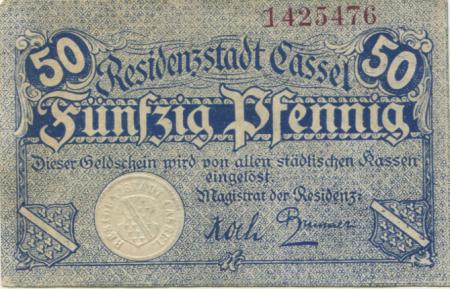 1425476
50 Residenzstadt Cassel 50
Fünfzig Pfennig
Dieser Geldschein wird von allen städtischen Kassen
eingelöst.
Magistrat der Residenz:
Koch Brunner